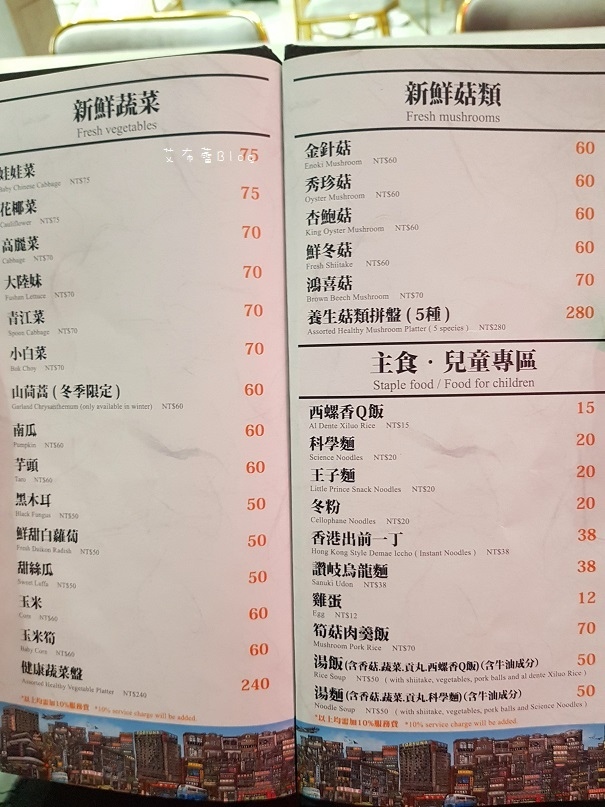 新鮮蔬菜
Fresh vegetables
艾布蕾Blog
娃娃菜 75
Baby Chinese Cabbage NT$75
花椰菜 75
Cauliflower NT$75
高麗菜 70
Cabbage NT$70
大陸妹 70
Fushan Lettuce NT$70
青江菜 70
Spoon Cabbage NT$70
小白菜 70
Bok Choy NT$70
山茼蒿 ( 冬季限定 ) 60
Garland Chrysanthemum (only available in winter) NT$60
南瓜 60
Pumpkin NT$60
芋頭 60
Taro NT$60
黑木耳 50
Black Fungus NT$50
鮮甜白蘿蔔 50
Fresh Daikon Radish NT$50
甜絲瓜 50
Sweet Luffa NT$50
玉米 60
Corn NT$60
玉米筍 60
Baby Corn NT$60
健康蔬菜盤 240
Assorted Healthy Vegetable Platter NT$240
*以上均需加10%服務費 *10% service charge will be added.
新鮮菇類
Fresh mushrooms
金針菇 60
Enoki Mushroom NT$60
秀珍菇 60
Oyster Mushroom NT$60
杏鮑菇 60
King Oyster Mushroom NT$60
鮮冬菇 60
Fresh Shiitake NT$60
鴻喜菇 70
Brown Beech Mushroom NT$70
養生菇類拼盤 ( 5種 ) 280
Assorted Healthy Mushroom Platter ( 5 species ) NT$280
主食・兒童專區
Staple food / Food for children
西螺香Q飯 15
Al Dente Xiluo Rice NT$15
科學麵 20
Science Noodles NT$20
王子麵 20
Little Prince Snack Noodles NT$20
冬粉 20
Cellophane Noodles NT$20
香港出前一丁 38
Hong Kong Style Demae Iccho ( Instant Noodles ) NT$38
讚岐烏龍麵 38
Sanuki Udon NT$38
雞蛋 12
Egg NT$12
筍菇肉羹飯 70
Mushroom Pork Rice NT$70
湯飯(含香菇.蔬菜.貢丸.西螺香Q飯)(含牛油成分) 50
Rice Soup NT$50 ( with shiitake, vegetables, pork balls and al dente Xiluo Rice )
湯麵(含香菇.蔬菜.貢丸.科學麵)(含牛油成分) 50
Noodle Soup NT$50 ( with shiitake, vegetables, pork balls and Science Noodles )
*以上均需加10%服務費 *10% service charge will be added.